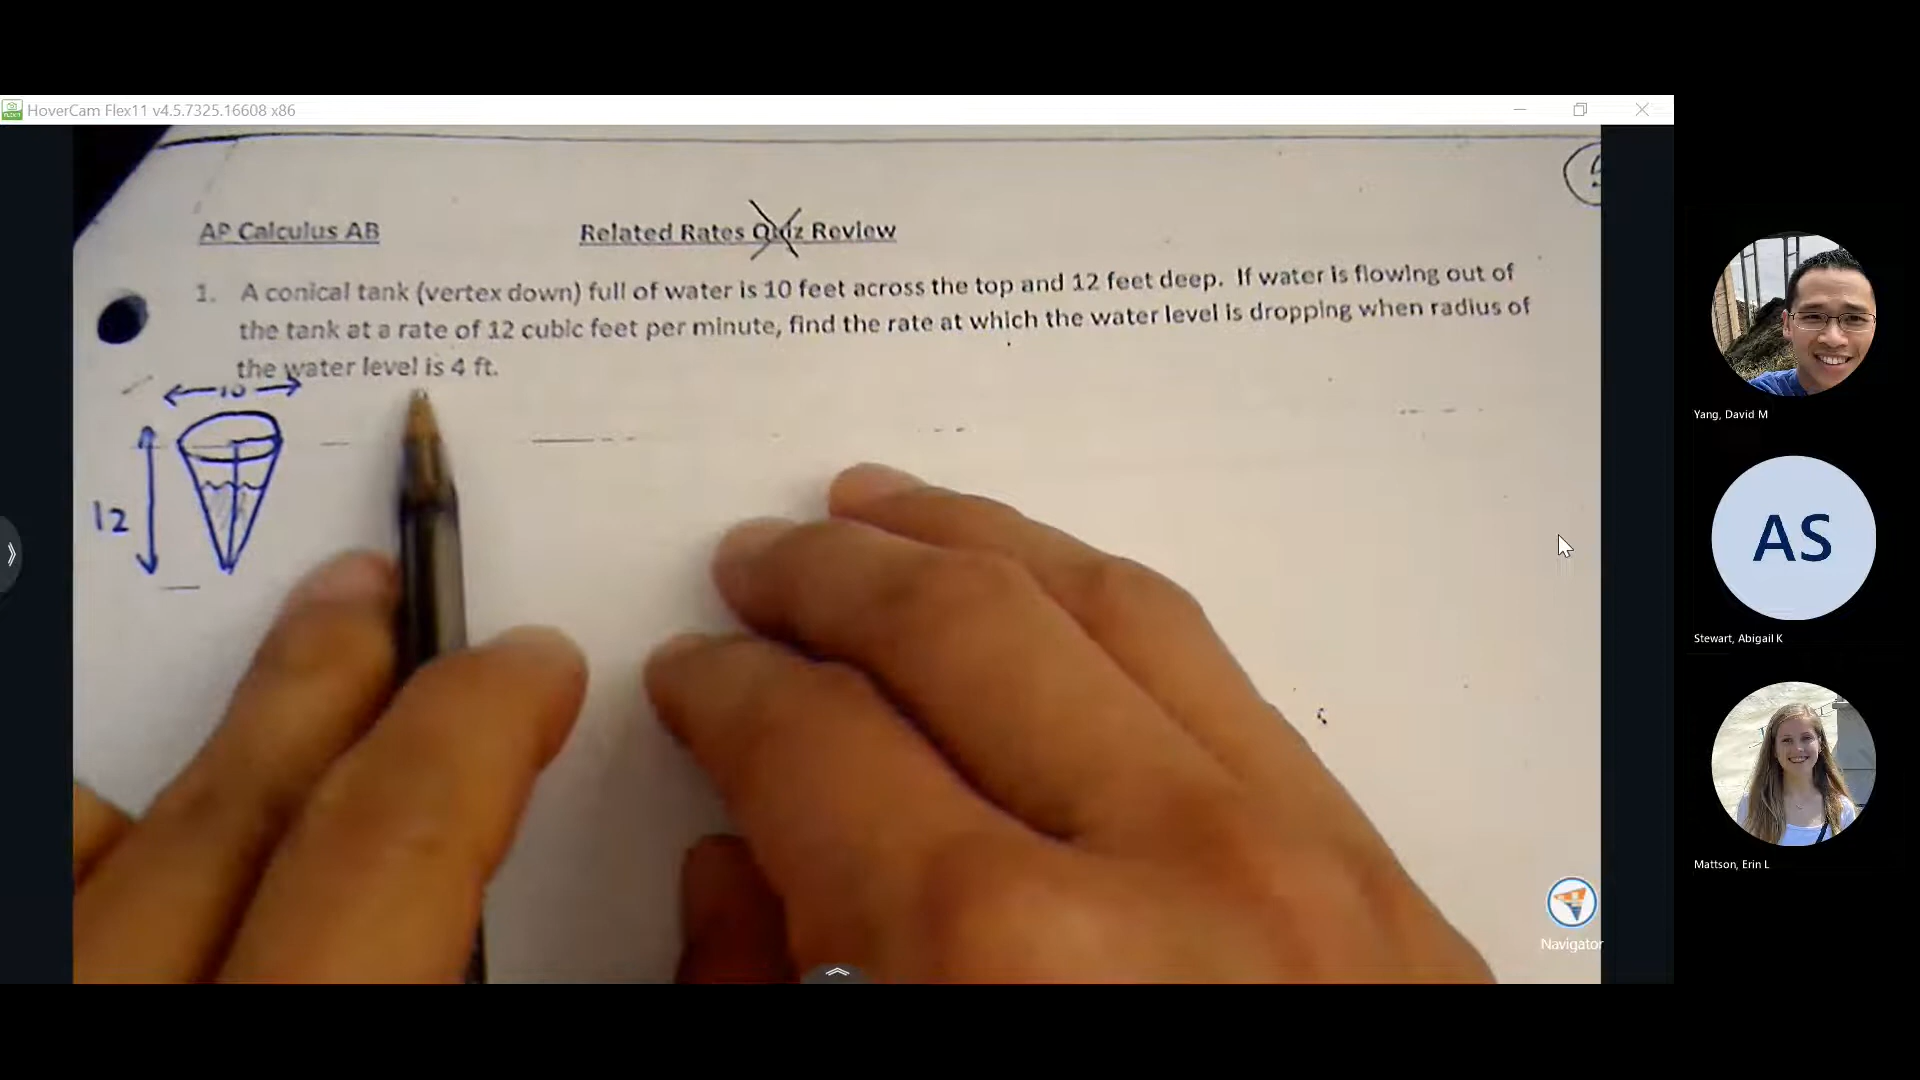 HoverCam Flex11 v4.5.7325.16608 x86
AP Calculus AB
Related Rates Quiz Review
1. A conical tank (vertex down) full of water is 10 feet across the top and 12 feet deep. If water is flowing out of
the tank at a rate of 12 cubic feet per minute, find the rate at which the water level is dropping when radius of
the water level is 4 ft.
10
12
Yang, David M
AS
Stewart, Abigail K
Mattson, Erin L
Navigator